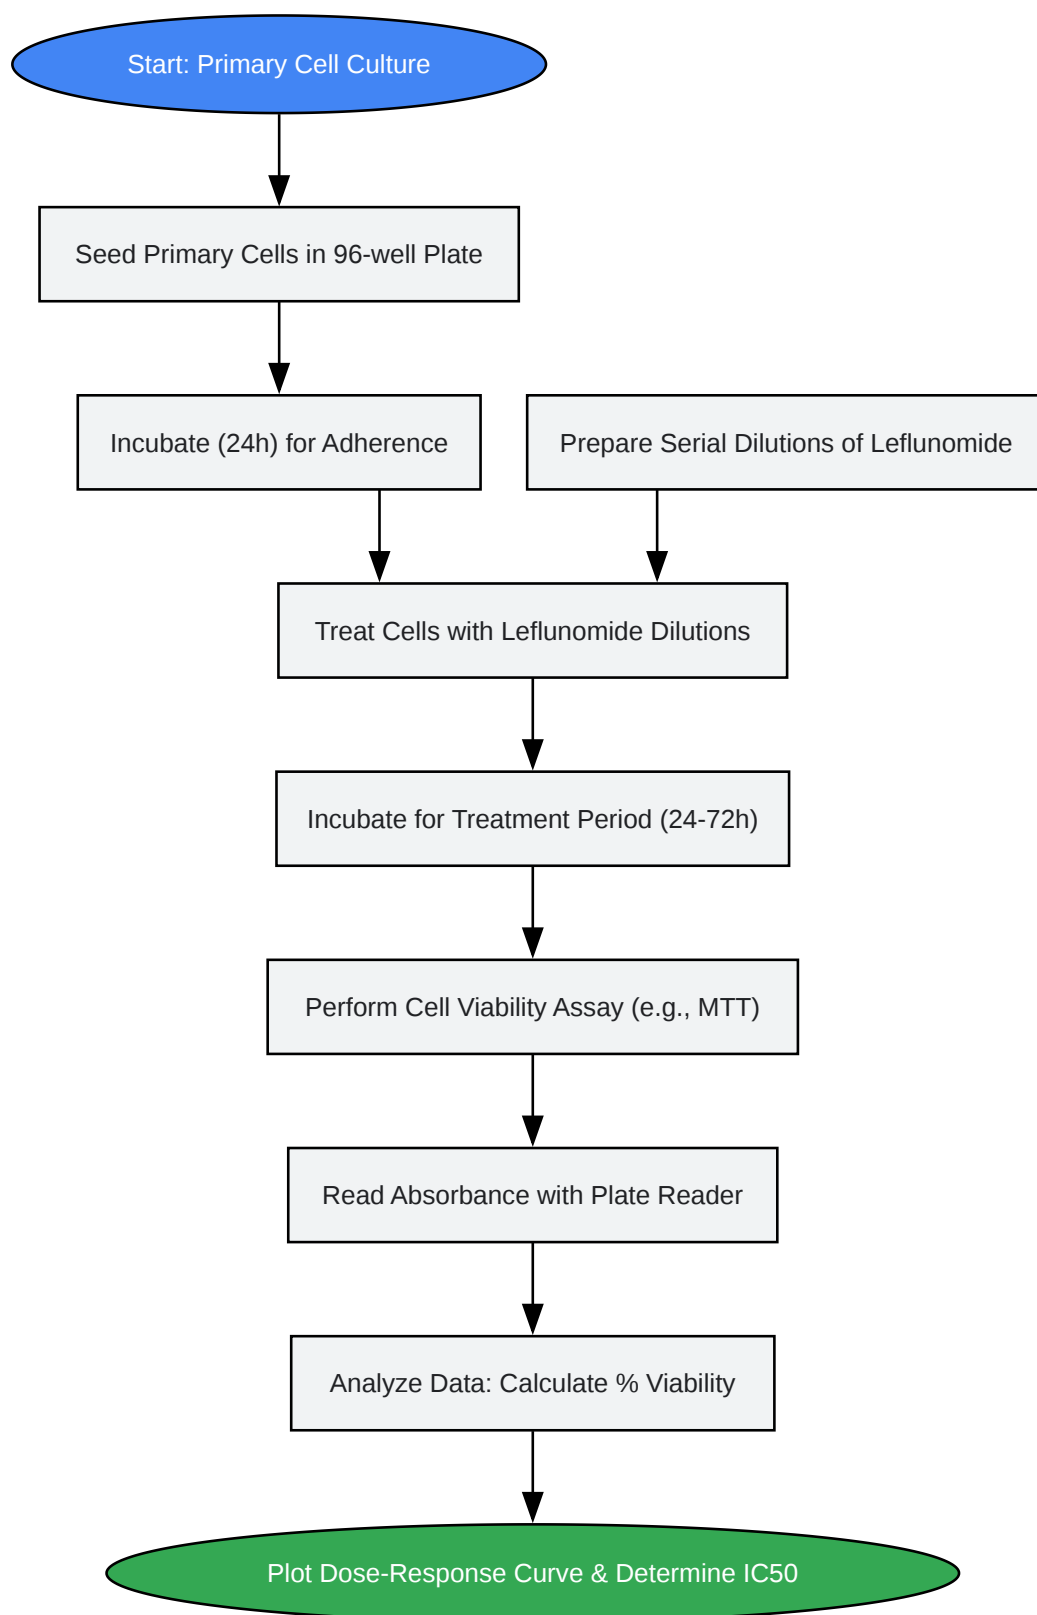 Start: Primary Cell Culture
Seed Primary Cells in 96-well Plate
Incubate (24h) for Adherence
Prepare Serial Dilutions of Leflunomide
Treat Cells with Leflunomide Dilutions
Incubate for Treatment Period (24-72h)
Perform Cell Viability Assay (e.g., MTT)
Read Absorbance with Plate Reader
Analyze Data: Calculate % Viability
Plot Dose-Response Curve & Determine IC50